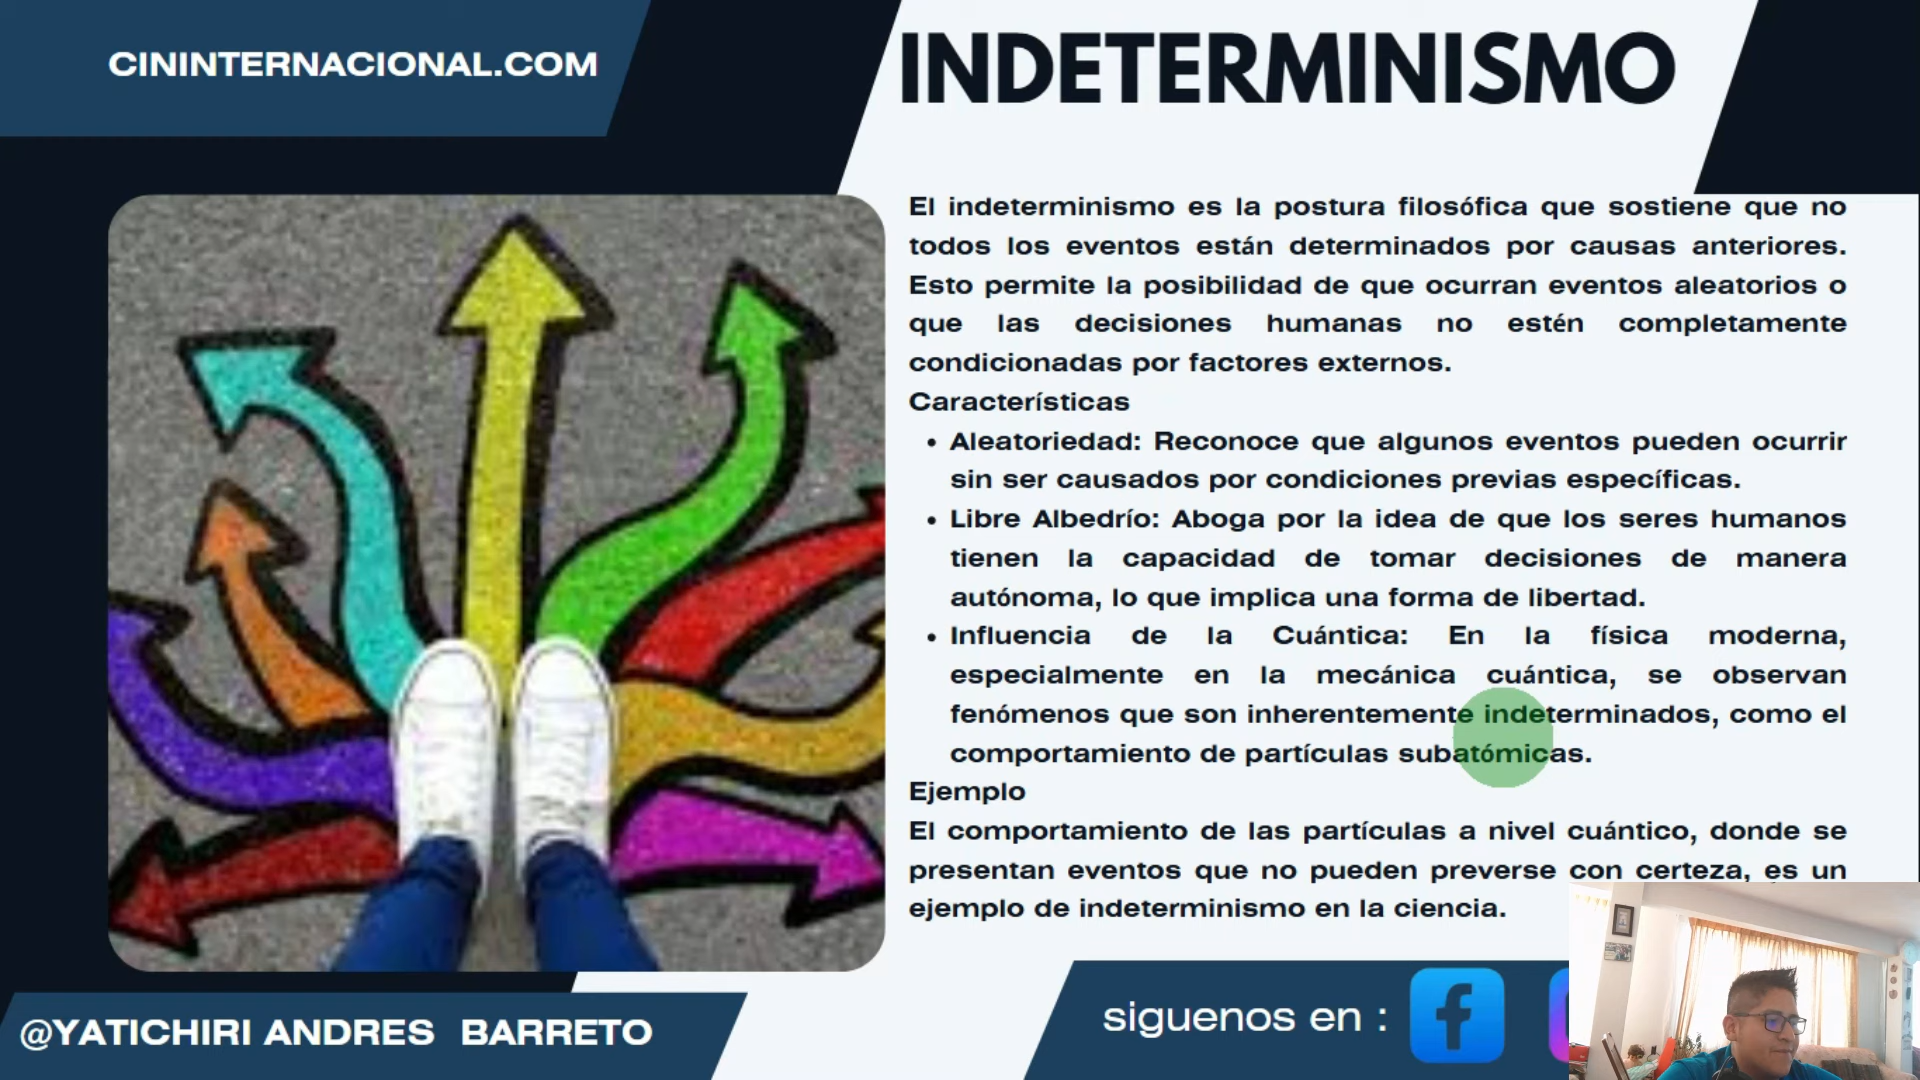 CININTERNACIONAL.COM
INDETERMINISMO
El indeterminismo es la postura filosófica que sostiene que no
todos los eventos están determinados por causas anteriores.
Esto permite la posibilidad de que ocurran eventos aleatorios o
que las decisiones humanas no estén completamente
condicionadas por factores externos.
Características
• Aleatoriedad: Reconoce que algunos eventos pueden ocurrir
sin ser causados por condiciones previas específicas.
• Libre Albedrío: Aboga por la idea de que los seres humanos
tienen la capacidad de tomar decisiones de manera
autónoma, lo que implica una forma de libertad.
• Influencia de la Cuántica: En la física moderna,
especialmente en la mecánica cuántica, se observan
fenómenos que son inherentemente indeterminados, como el
comportamiento de partículas subatómicas.
Ejemplo
El comportamiento de las partículas a nivel cuántico, donde se
presentan eventos que no pueden preverse con certeza, es un
ejemplo de indeterminismo en la ciencia.
@YATICHIRI ANDRES BARRETO
siguenos en :